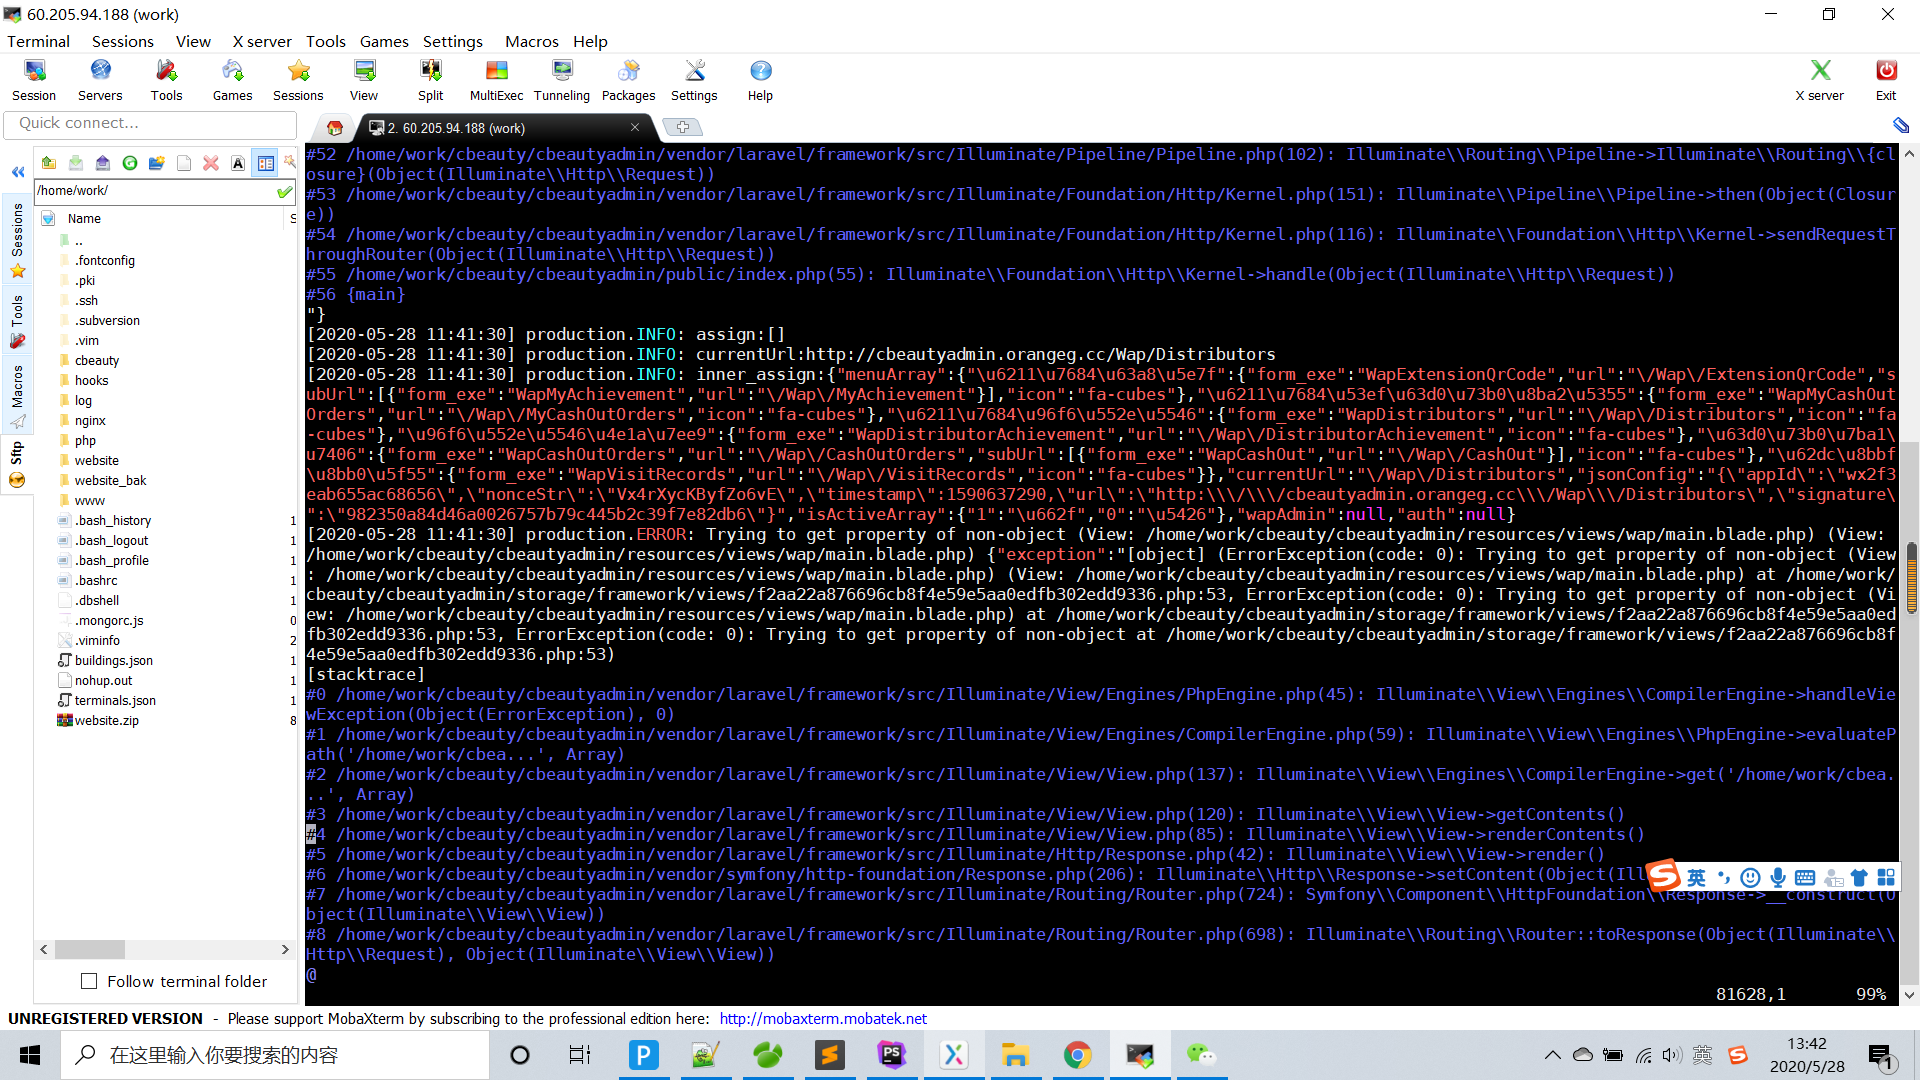 60.205.94.188 (work)
Terminal Sessions View X server Tools Games Settings Macros Help
Session Servers Tools Games Sessions View Split MultiExec Tunneling Packages Settings Help X server Exit
Quick connect...
2. 60.205.94.188 (work)
/home/work/
Name S
..
.fontconfig
.pki
.ssh
.subversion
.vim
cbeauty
hooks
log
nginx
php
website
website_bak
www
.bash_history 1
.bash_logout 1
.bash_profile 1
.bashrc 1
.dbshell 1
.mongorc.js 0
.viminfo 2
buildings.json 1
nohup.out 1
terminals.json 1
website.zip 8
Sessions
Tools
Macros
Sftp
Follow terminal folder
#52 /home/work/cbeauty/cbeautyadmin/vendor/laravel/framework/src/Illuminate/Pipeline/Pipeline.php(102): Illuminate\\Routing\\Pipeline->Illuminate\\Routing\\{cl
osure}(Object(Illuminate\\Http\\Request))
#53 /home/work/cbeauty/cbeautyadmin/vendor/laravel/framework/src/Illuminate/Foundation/Http/Kernel.php(151): Illuminate\\Pipeline\\Pipeline->then(Object(Closur
e))
#54 /home/work/cbeauty/cbeautyadmin/vendor/laravel/framework/src/Illuminate/Foundation/Http/Kernel.php(116): Illuminate\\Foundation\\Http\\Kernel->sendRequestT
hroughRouter(Object(Illuminate\\Http\\Request))
#55 /home/work/cbeauty/cbeautyadmin/public/index.php(55): Illuminate\\Foundation\\Http\\Kernel->handle(Object(Illuminate\\Http\\Request))
#56 {main}
"}
[2020-05-28 11:41:30] production.INFO: assign:[]
[2020-05-28 11:41:30] production.INFO: currentUrl:http://cbeautyadmin.orangeg.cc/Wap/Distributors
[2020-05-28 11:41:30] production.INFO: inner_assign:{"menuArray":{"\u6211\u7684\u63a8\u5e7f":{"form_exe":"WapExtensionQrCode","url":"\/Wap\/ExtensionQrCode","s
ubUrl":[{"form_exe":"WapMyAchievement","url":"\/Wap\/MyAchievement"}],"icon":"fa-cubes"},"\u6211\u7684\u53ef\u63d0\u73b0\u8ba2\u5355":{"form_exe":"WapMyCashOut
Orders","url":"\/Wap\/MyCashOutOrders","icon":"fa-cubes"},"\u6211\u7684\u96f6\u552e\u5546":{"form_exe":"WapDistributors","url":"\/Wap\/Distributors","icon":"fa
-cubes"},"\u96f6\u552e\u5546\u4e1a\u7ee9":{"form_exe":"WapDistributorAchievement","url":"\/Wap\/DistributorAchievement","icon":"fa-cubes"},"\u63d0\u73b0\u7ba1\
u7406":{"form_exe":"WapCashOutOrders","url":"\/Wap\/CashOutOrders","subUrl":[{"form_exe":"WapCashOut","url":"\/Wap\/CashOut"}],"icon":"fa-cubes"},"\u62dc\u8bbf
\u8bb0\u5f55":{"form_exe":"WapVisitRecords","url":"\/Wap\/VisitRecords","icon":"fa-cubes"}},"currentUrl":"\/Wap\/Distributors","jsonConfig":"{\"appId\":\"wx2f3
eab655ac68656\",\"nonceStr\":\"Vx4rXycKByfZo6vE\",\"timestamp\":1590637290,\"url\":\"http:\\\/\\\/cbeautyadmin.orangeg.cc\\\/Wap\\\/Distributors\",\"signature\
":\"982350a84d46a0026757b79c445b2c39f7e82db6\"}","isActiveArray":{"1":"\u662f","0":"\u5426"},"wapAdmin":null,"auth":null}
[2020-05-28 11:41:30] production.ERROR: Trying to get property of non-object (View: /home/work/cbeauty/cbeautyadmin/resources/views/wap/main.blade.php) (View:
/home/work/cbeauty/cbeautyadmin/resources/views/wap/main.blade.php) {"exception":"[object] (ErrorException(code: 0): Trying to get property of non-object (View
: /home/work/cbeauty/cbeautyadmin/resources/views/wap/main.blade.php) (View: /home/work/cbeauty/cbeautyadmin/resources/views/wap/main.blade.php) at /home/work/
cbeauty/cbeautyadmin/storage/framework/views/f2aa22a876696cb8f4e59e5aa0edfb302edd9336.php:53, ErrorException(code: 0): Trying to get property of non-object (Vi
ew: /home/work/cbeauty/cbeautyadmin/resources/views/wap/main.blade.php) at /home/work/cbeauty/cbeautyadmin/storage/framework/views/f2aa22a876696cb8f4e59e5aa0ed
fb302edd9336.php:53, ErrorException(code: 0): Trying to get property of non-object at /home/work/cbeauty/cbeautyadmin/storage/framework/views/f2aa22a876696cb8f
4e59e5aa0edfb302edd9336.php:53)
[stacktrace]
#0 /home/work/cbeauty/cbeautyadmin/vendor/laravel/framework/src/Illuminate/View/Engines/PhpEngine.php(45): Illuminate\\View\\Engines\\CompilerEngine->handleVie
wException(Object(ErrorException), 0)
#1 /home/work/cbeauty/cbeautyadmin/vendor/laravel/framework/src/Illuminate/View/Engines/CompilerEngine.php(59): Illuminate\\View\\Engines\\PhpEngine->evaluateP
ath('/home/work/cbea...', Array)
#2 /home/work/cbeauty/cbeautyadmin/vendor/laravel/framework/src/Illuminate/View/View.php(137): Illuminate\\View\\Engines\\CompilerEngine->get('/home/work/cbea.
..', Array)
#3 /home/work/cbeauty/cbeautyadmin/vendor/laravel/framework/src/Illuminate/View/View.php(120): Illuminate\\View\\View->getContents()
#4 /home/work/cbeauty/cbeautyadmin/vendor/laravel/framework/src/Illuminate/View/View.php(85): Illuminate\\View\\View->renderContents()
#5 /home/work/cbeauty/cbeautyadmin/vendor/laravel/framework/src/Illuminate/Http/Response.php(42): Illuminate\\View\\View->render()
#6 /home/work/cbeauty/cbeautyadmin/vendor/symfony/http-foundation/Response.php(206): Illuminate\\Http\\Response->setContent(Object(Ill
#7 /home/work/cbeauty/cbeautyadmin/vendor/laravel/framework/src/Illuminate/Routing/Router.php(724): Symfony\\Component\\HttpFoundation\\Response->__construct(O
bject(Illuminate\\View\\View))
#8 /home/work/cbeauty/cbeautyadmin/vendor/laravel/framework/src/Illuminate/Routing/Router.php(698): Illuminate\\Routing\\Router::toResponse(Object(Illuminate\\
Http\\Request), Object(Illuminate\\View\\View))
@
81628,1 99%
英
UNREGISTERED VERSION - Please support MobaXterm by subscribing to the professional edition here: http://mobaxterm.mobatek.net
在这里输入你要搜索的内容
英
13:42
2020/5/28
1